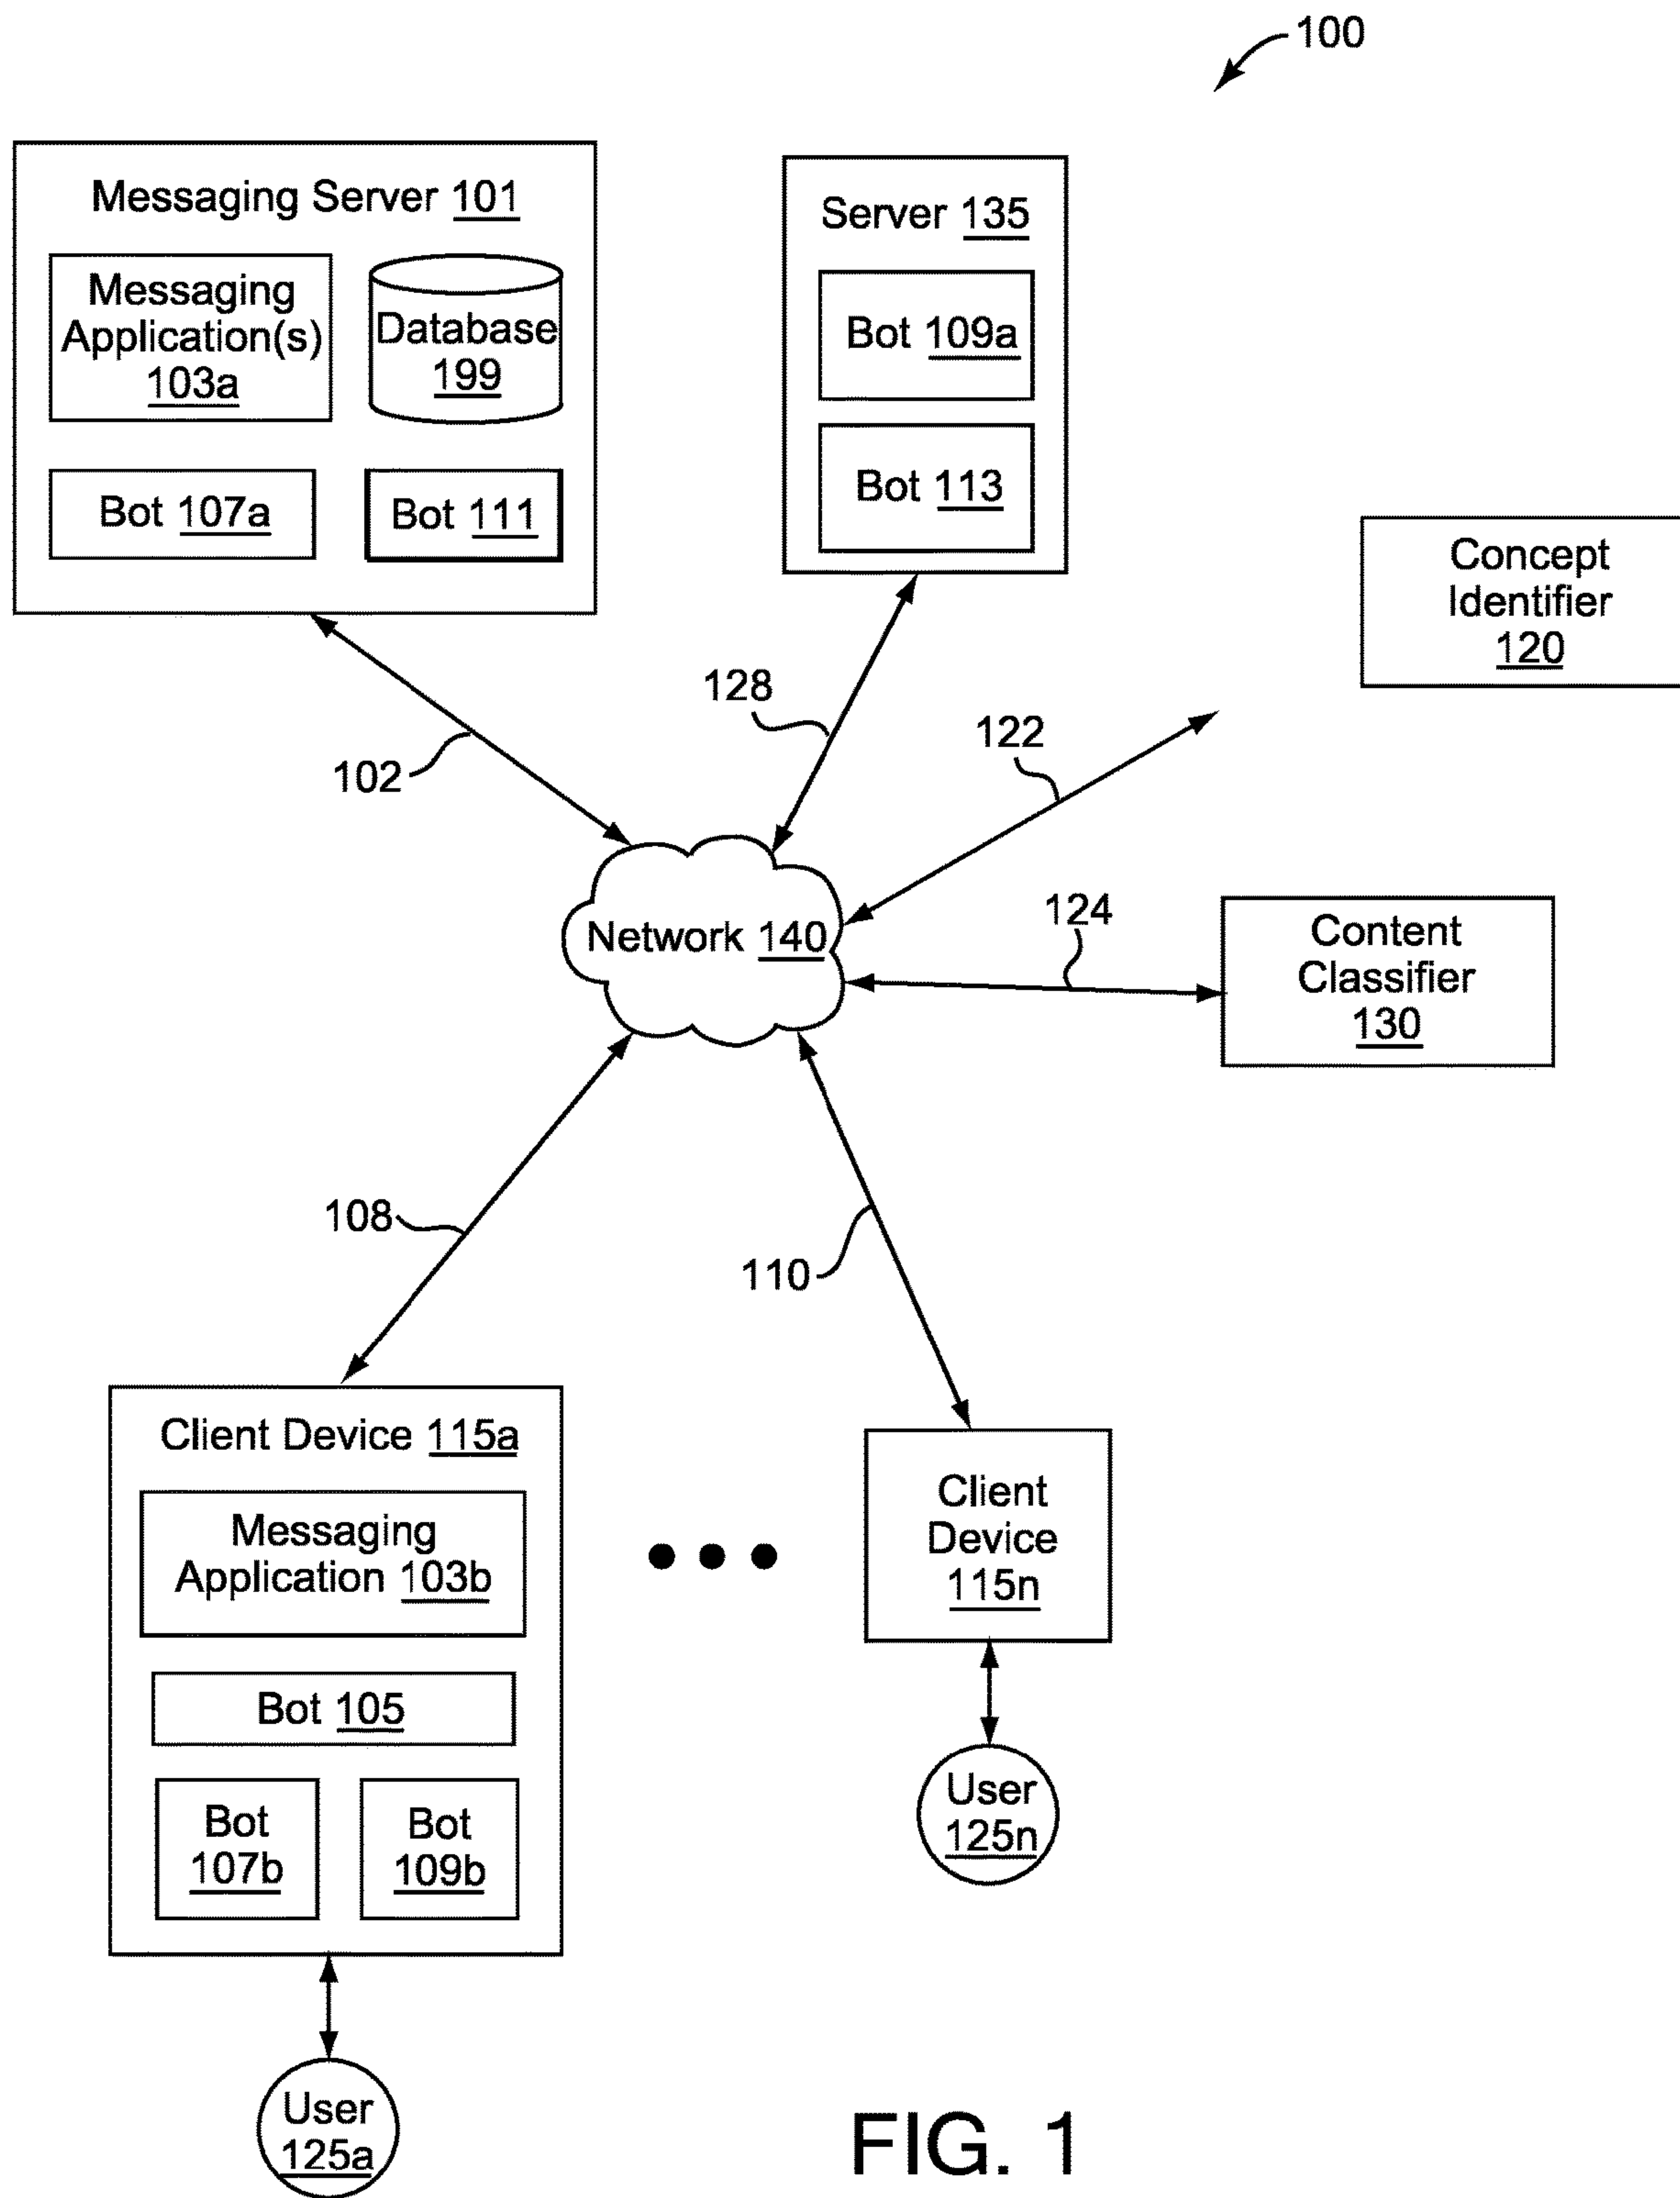 100
Messaging Server 101
Messaging
Application(s)
103a
Database
199
Bot 107a
Bot 111
Server 135
Bot 109a
Bot 113
Concept
Identifier
120
102
128
122
Network 140
124
Content
Classifier
130
108
110
Client Device 115a
Messaging
Application 103b
Bot 105
Bot
107b
Bot
109b
Client
Device
115n
User
125n
User
125a
FIG. 1